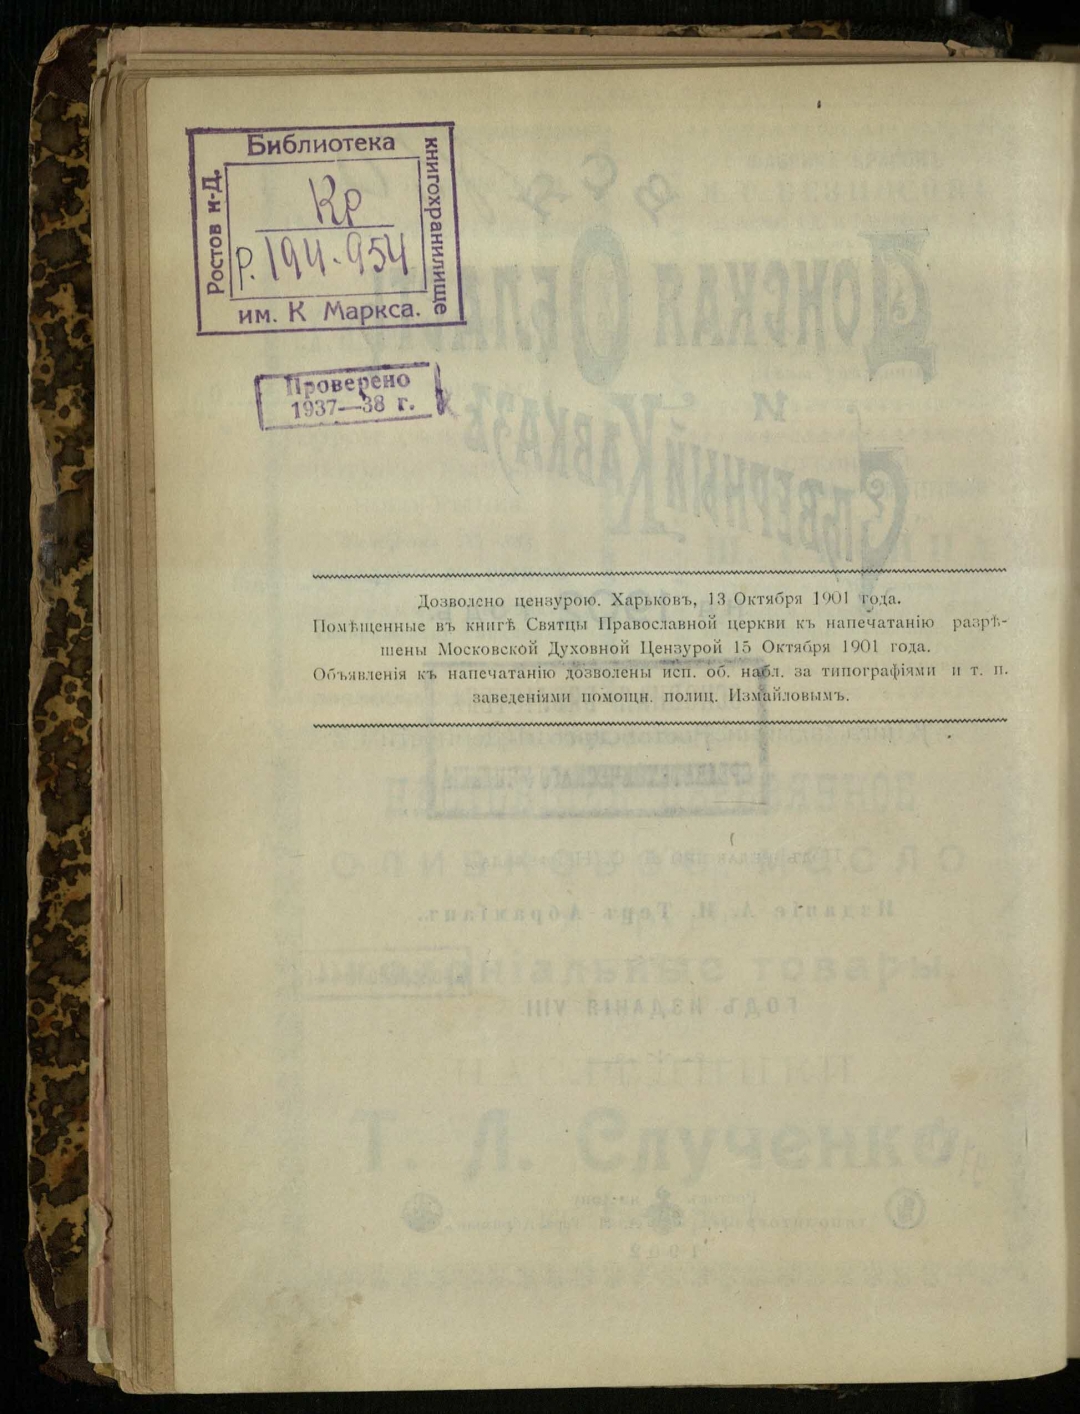 Библиотека
Ростов н-Д.
книгохранилище
Кр
р. 194.954
им. К Маркса.
Проверено
1937—38 г.
Дозволено цензурою. Харьковъ, 13 Октября 1901 года.
Помѣщенные въ книгѣ Святцы Православной церкви къ напечатанію разрѣ-
шены Московской Духовной Цензурой 15 Октября 1901 года.
Объявленія къ напечатанію дозволены исп. об. набл. за типографіями и т. п.
заведеніями помощн. полиц. Измайловымъ.